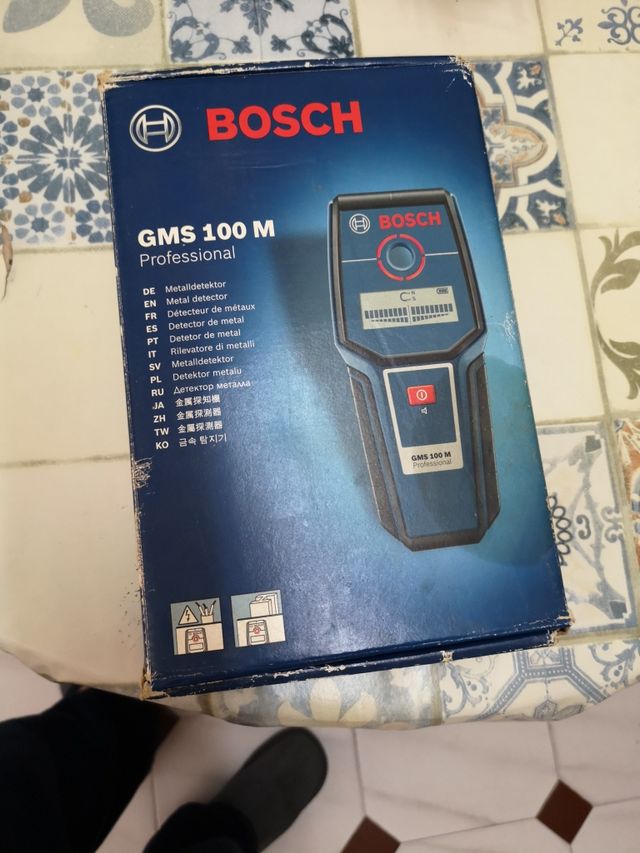 BOSCH
GMS 100 M
Professional
DE Metalldetektor
EN Metal detector
FR Détecteur de métaux
ES Detector de metal
PT Detetor de metal
IT Rilevatore di metalli
SV Metalldetektor
PL Detektor metalu
RU Детектор металла
JA 金属探知機
ZH 金属探测器
TW 金屬探測器
KO 금속 탐지기
BOSCH
N
S
GMS 100 M
Professional